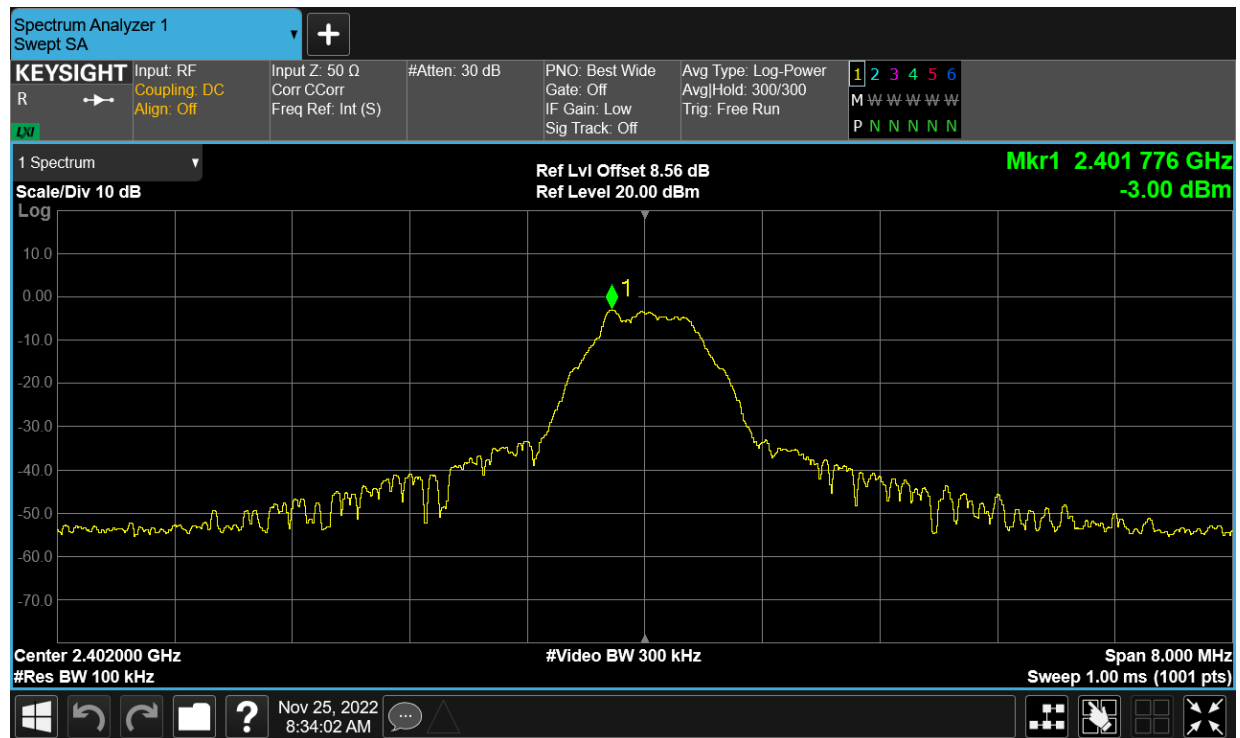 Spectrum Analyzer 1
Swept SA
KEYSIGHT
R
LXI
Input: RF
Coupling: DC
Align: Off
Input Z: 50 Ω
Corr CCorr
Freq Ref: Int (S)
#Atten: 30 dB
PNO: Best Wide
Gate: Off
IF Gain: Low
Sig Track: Off
Avg Type: Log-Power
Avg|Hold: 300/300
Trig: Free Run
1 2 3 4 5 6
M W W W W W
P N N N N N
1 Spectrum
Scale/Div 10 dB
Ref Lvl Offset 8.56 dB
Ref Level 20.00 dBm
Mkr1 2.401 776 GHz
-3.00 dBm
Log
10.0
0.00
-10.0
-20.0
-30.0
-40.0
-50.0
-60.0
-70.0
1
Center 2.402000 GHz
#Res BW 100 kHz
#Video BW 300 kHz
Span 8.000 MHz
Sweep 1.00 ms (1001 pts)
?
Nov 25, 2022
8:34:02 AM